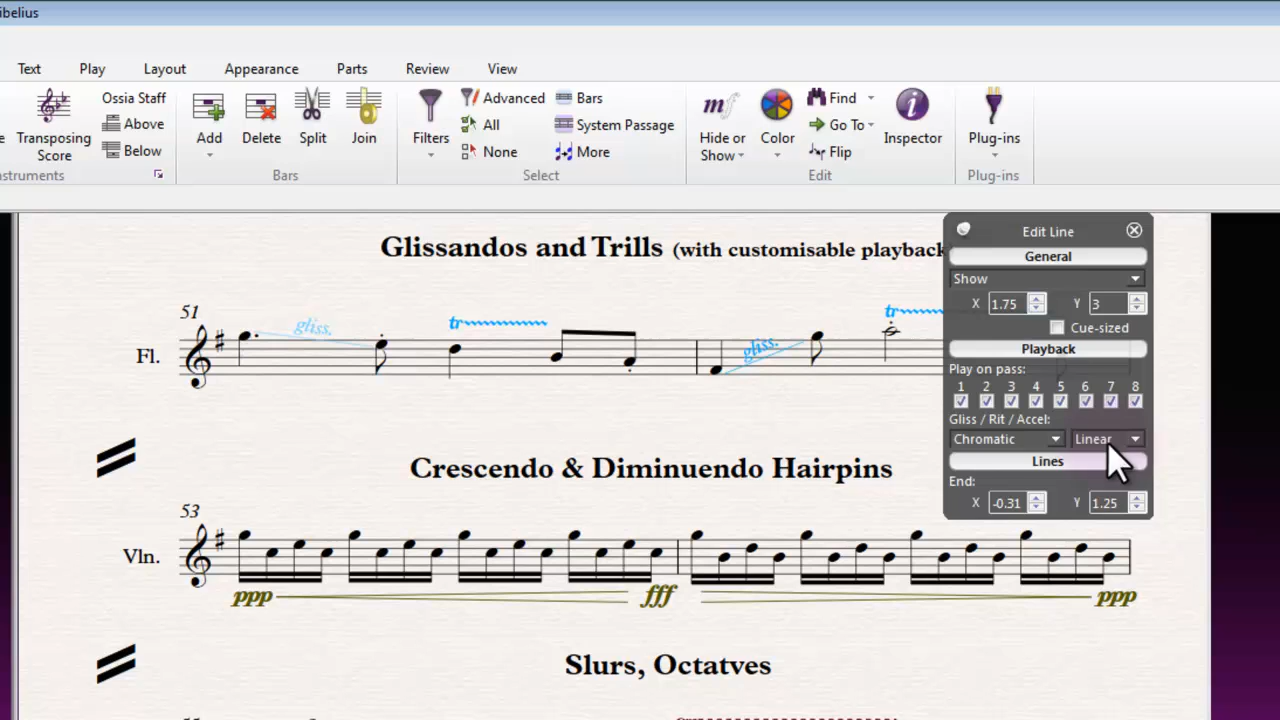 ibelius
Text Play Layout Appearance Parts Review View
Transposing Score
Ossia Staff
Above
Below
nstruments
Add Delete Split Join
Bars
Filters
Advanced
All
None
Bars
System Passage
More
Select
Hide or Show
Color
Find
Go To
Flip
Inspector
Edit
Plug-ins
Plug-ins
Glissandos and Trills (with customisable playback
51
Fl.
gliss.
tr
gliss.
tr
Edit Line
General
Show
X 1.75 Y 3
Cue-sized
Playback
Play on pass:
1 2 3 4 5 6 7 8
Gliss / Rit / Accel:
Chromatic Linear
Lines
End:
X -0.31 Y 1.25
Crescendo & Diminuendo Hairpins
53
Vln.
ppp fff ppp
Slurs, Octatves